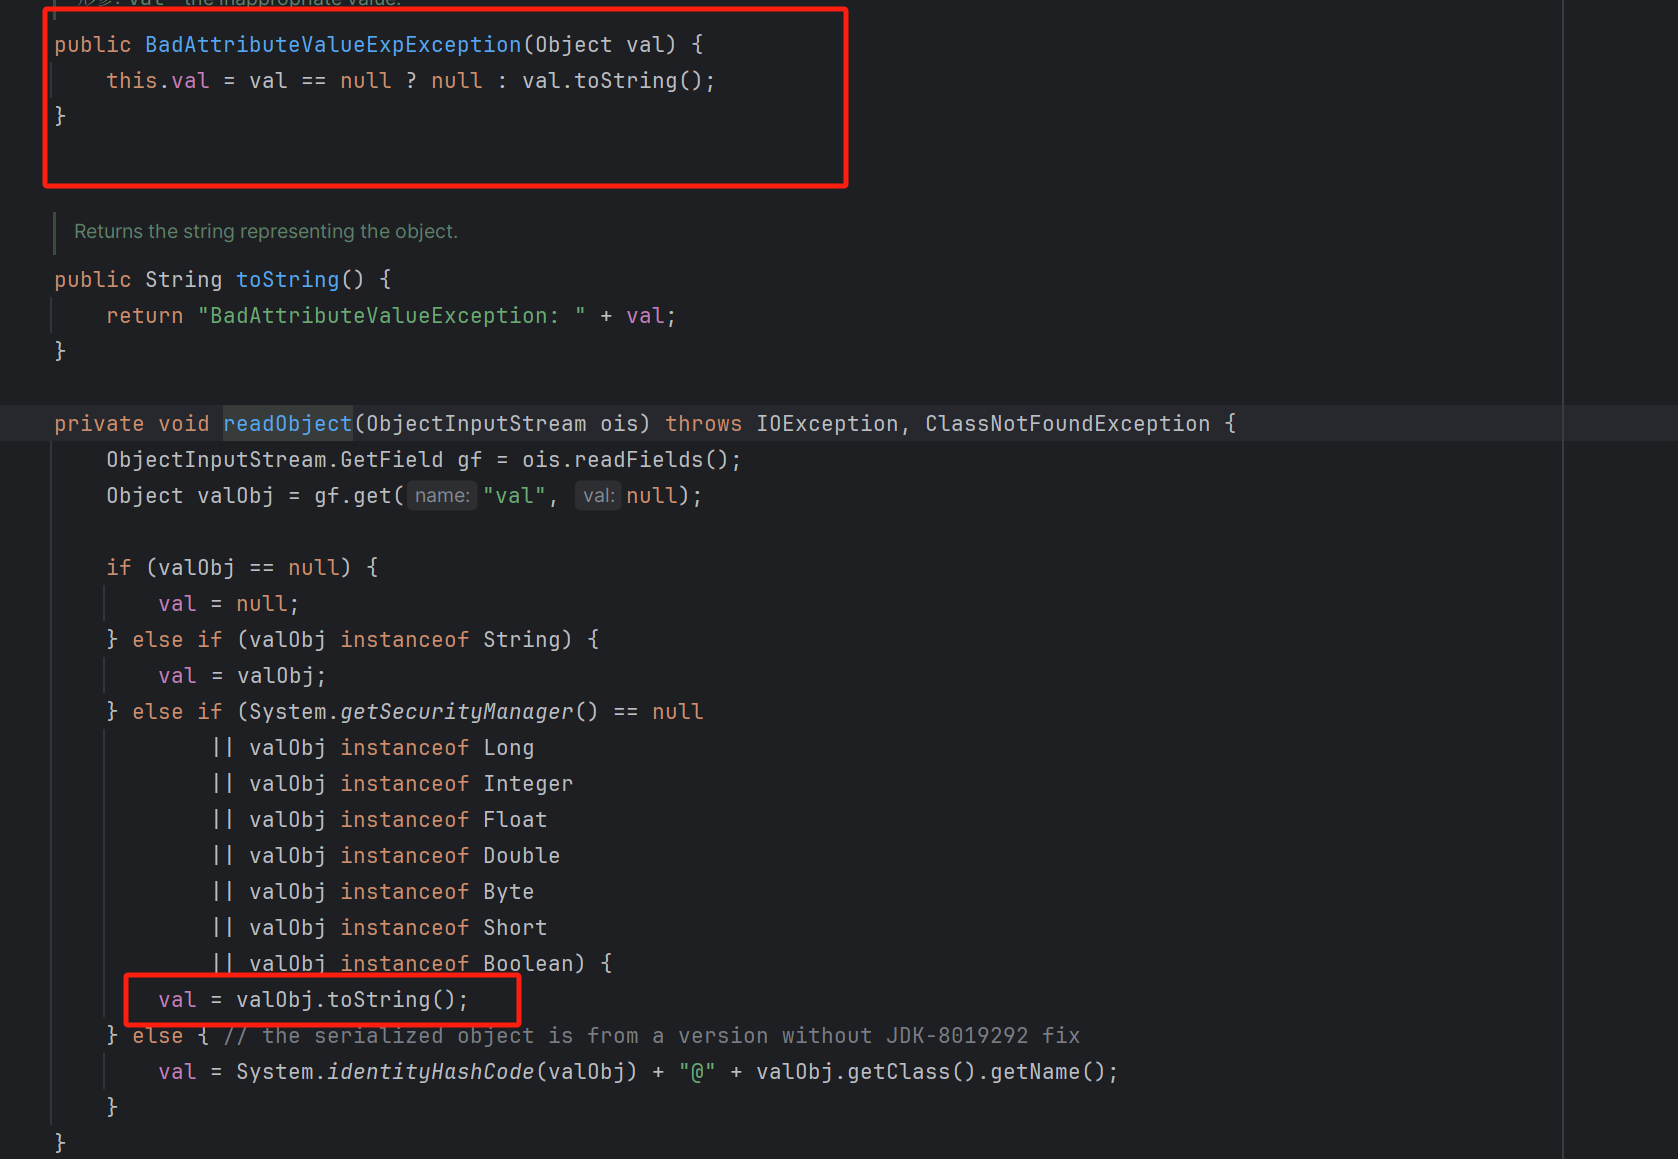 val - the inappropriate value.
public BadAttributeValueExpException(Object val) {
this.val = val == null ? null : val.toString();
}
Returns the string representing the object.
public String toString() {
return "BadAttributeValueException: " + val;
}
private void readObject(ObjectInputStream ois) throws IOException, ClassNotFoundException {
ObjectInputStream.GetField gf = ois.readFields();
Object valObj = gf.get( name: "val", val: null);
if (valObj == null) {
val = null;
} else if (valObj instanceof String) {
val = valObj;
} else if (System.getSecurityManager() == null
|| valObj instanceof Long
|| valObj instanceof Integer
|| valObj instanceof Float
|| valObj instanceof Double
|| valObj instanceof Byte
|| valObj instanceof Short
|| valObj instanceof Boolean) {
val = valObj.toString();
} else { // the serialized object is from a version without JDK-8019292 fix
val = System.identityHashCode(valObj) + "@" + valObj.getClass().getName();
}
}